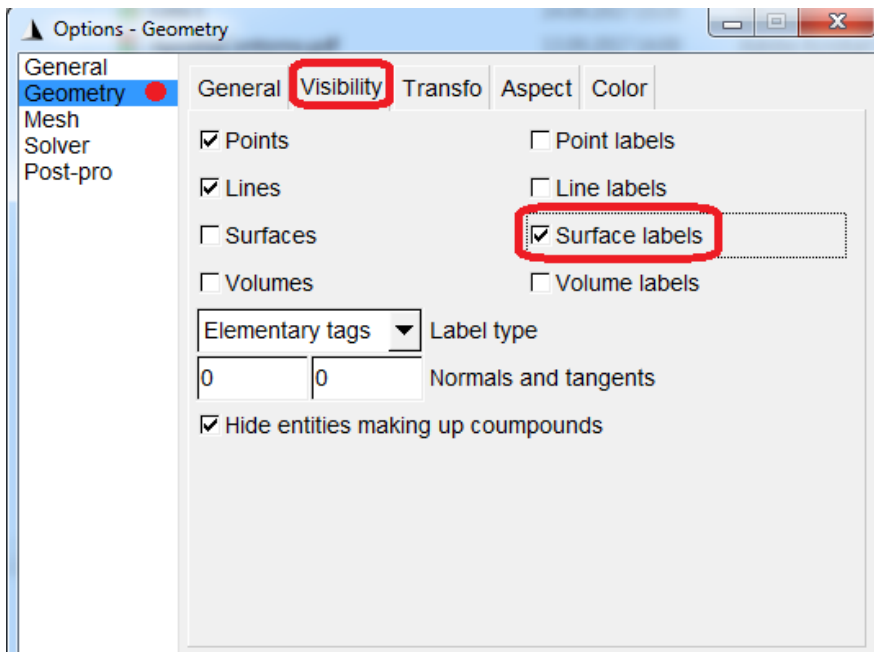 Options - Geometry
General
Geometry
Mesh
Solver
Post-pro
General Visibility Transfo Aspect Color
Points Point labels
Lines Line labels
Surfaces Surface labels
Volumes Volume labels
Elementary tags Label type
0 0 Normals and tangents
Hide entities making up coumpounds